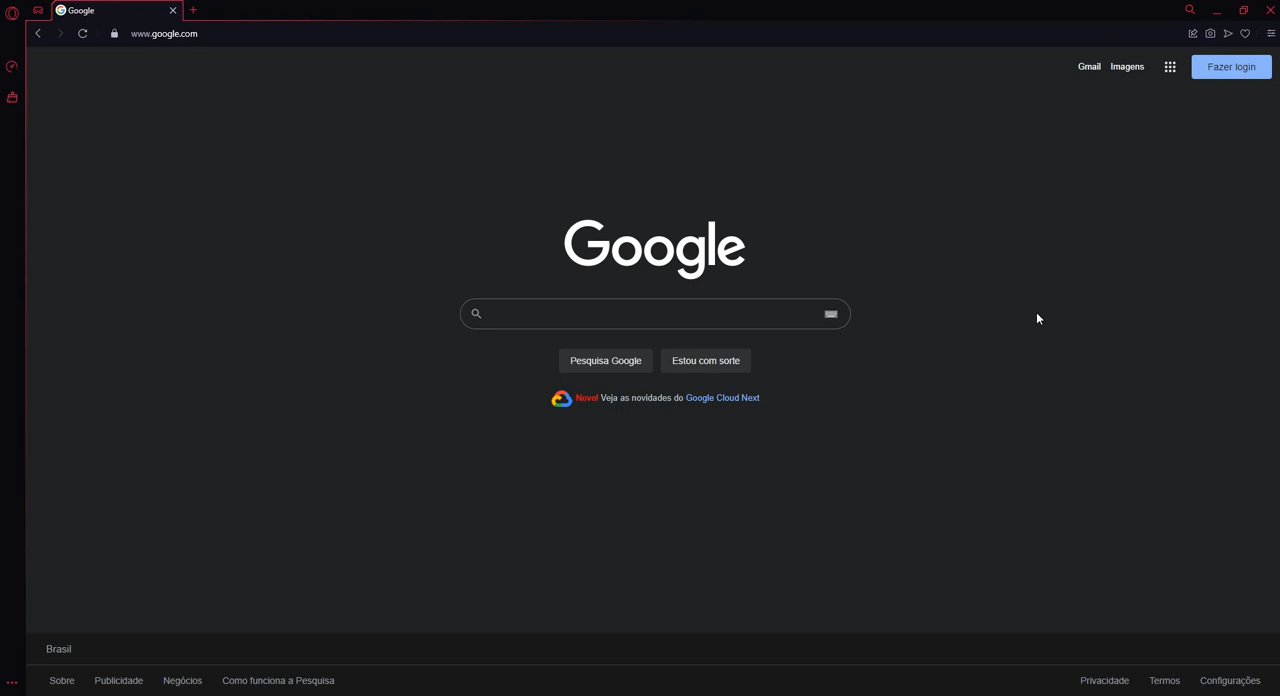 Google
www.google.com
Gmail Imagens Fazer login
Google
Pesquisa Google Estou com sorte
Novo! Veja as novidades do Google Cloud Next
Brasil
Sobre Publicidade Negócios Como funciona a Pesquisa Privacidade Termos Configurações